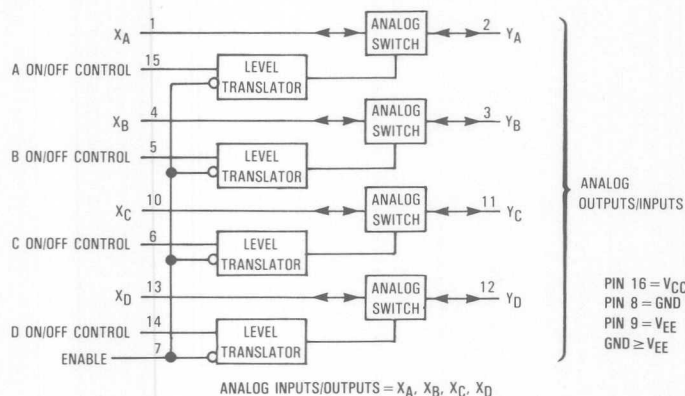 X_A 1 ANALOG SWITCH 2 Y_A
A ON/OFF CONTROL 15 LEVEL TRANSLATOR
X_B 4 ANALOG SWITCH 3 Y_B
B ON/OFF CONTROL 5 LEVEL TRANSLATOR
X_C 10 ANALOG SWITCH 11 Y_C
C ON/OFF CONTROL 6 LEVEL TRANSLATOR
X_D 13 ANALOG SWITCH 12 Y_D
D ON/OFF CONTROL 14 LEVEL TRANSLATOR
ENABLE 7
ANALOG
OUTPUTS/INPUTS
PIN 16 = V_CC
PIN 8 = GND
PIN 9 = V_EE
GND ≥ V_EE
ANALOG INPUTS/OUTPUTS = X_A, X_B, X_C, X_D